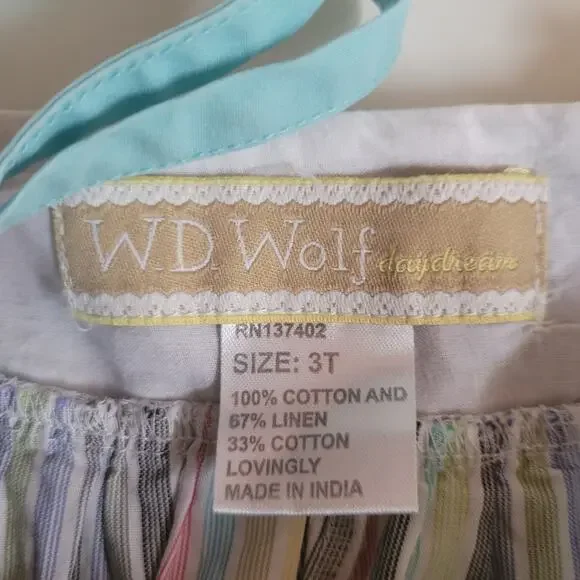 W.D. Wolf daydream
RN137402
SIZE: 3T
100% COTTON AND
67% LINEN
33% COTTON
LOVINGLY
MADE IN INDIA